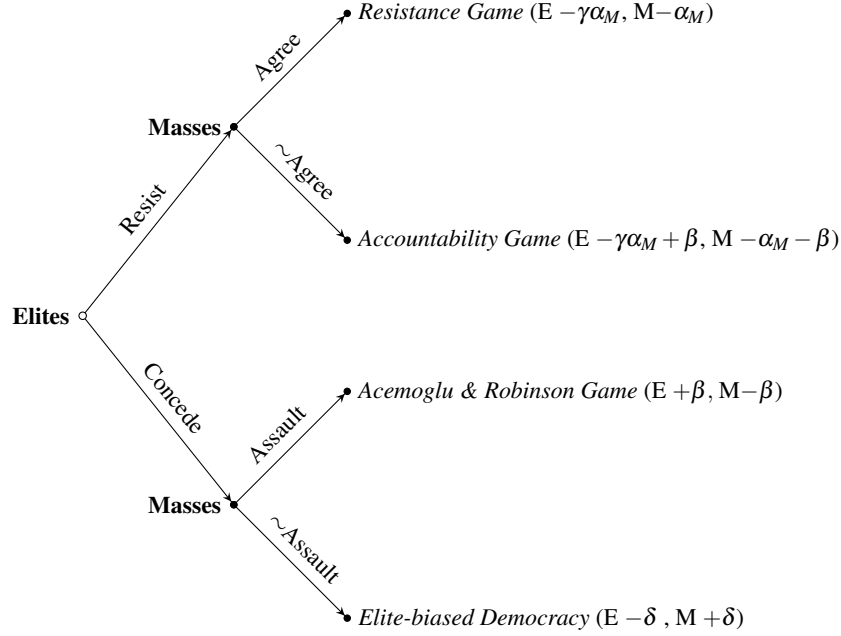 Resistance Game (E −γα_M, M−α_M)
Agree
Masses
~Agree
Resist
Accountability Game (E −γα_M + β, M −α_M − β)
Elites
Concede
Acemoglu & Robinson Game (E +β, M−β)
Assault
Masses
~Assault
Elite-biased Democracy (E −δ , M +δ)